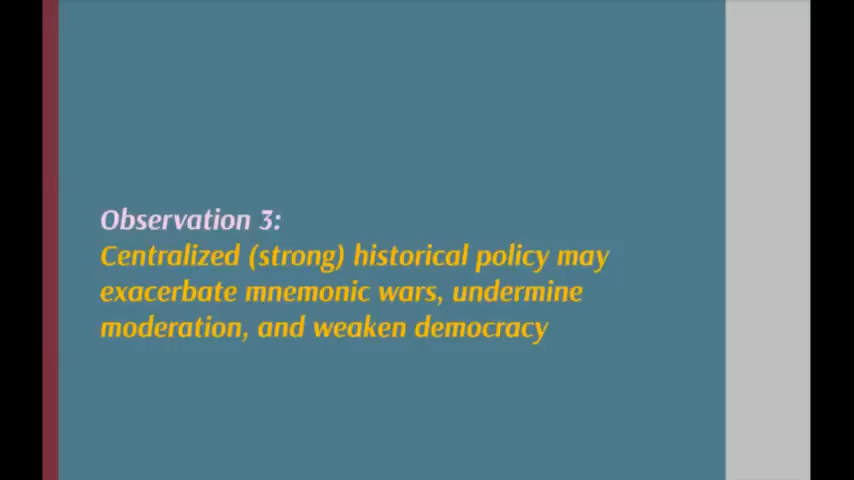 Observation 3:
Centralized (strong) historical policy may
exacerbate mnemonic wars, undermine
moderation, and weaken democracy